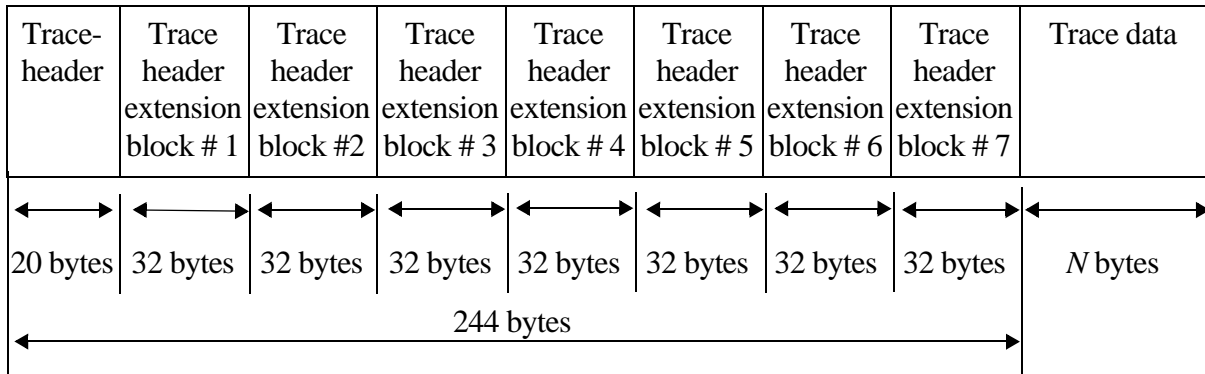 Trace-
header
Trace
header
extension
block # 1
Trace
header
extension
block #2
Trace
header
extension
block # 3
Trace
header
extension
block # 4
Trace
header
extension
block # 5
Trace
header
extension
block # 6
Trace
header
extension
block # 7
Trace data
20 bytes
32 bytes
32 bytes
32 bytes
32 bytes
32 bytes
32 bytes
32 bytes
N bytes
244 bytes